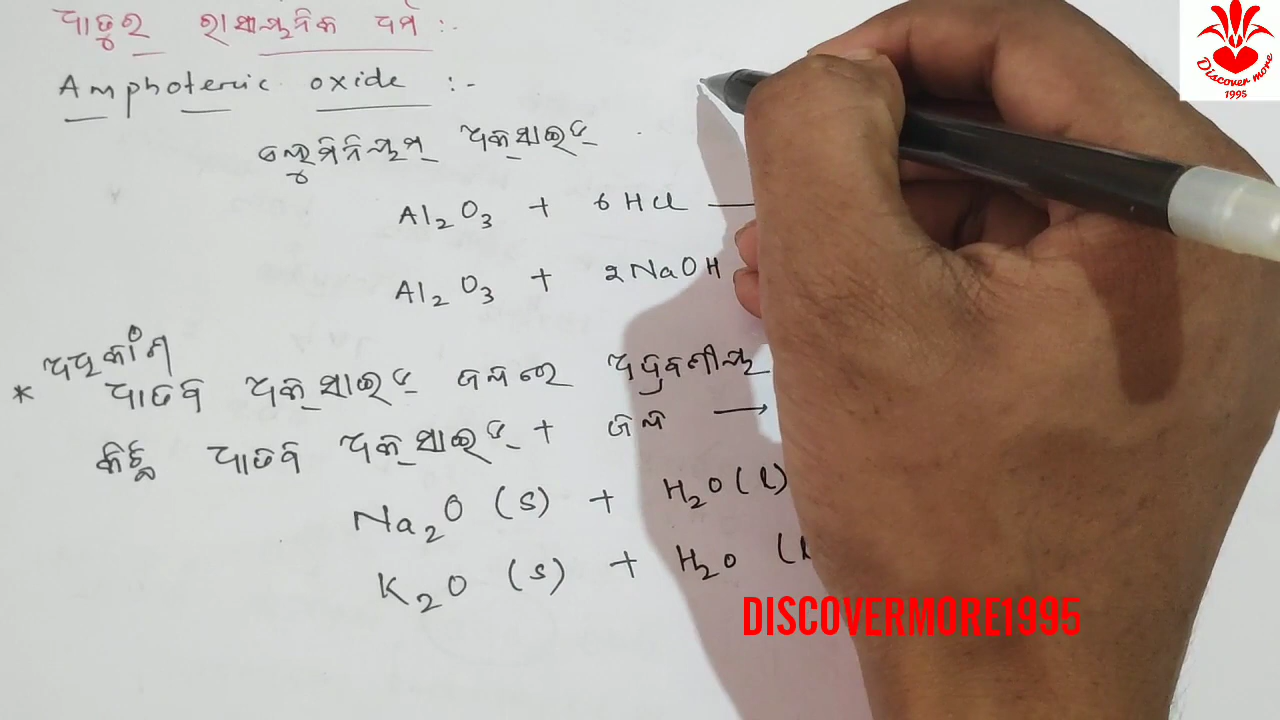 ଧାତୁର ରାସାୟନିକ ଧର୍ମ :-
Amphoteric oxide :-
ଏଲୁମିନିୟମ୍ ଅକ୍ସାଇଡ୍
Al₂O₃ + 6HCl —
Al₂O₃ + 2NaOH
ଅଧିକାଂଶ
* ଧାତବ ଅକ୍ସାଇଡ୍ ଜଳରେ ଅଦ୍ରବଣୀୟ
କିଛି ଧାତବ ଅକ୍ସାଇଡ୍ + ଜଳ →
Na₂O (s) + H₂O (l)
K₂O (s) + H₂O (l
Discover more
1995
DISCOVERMORE1995